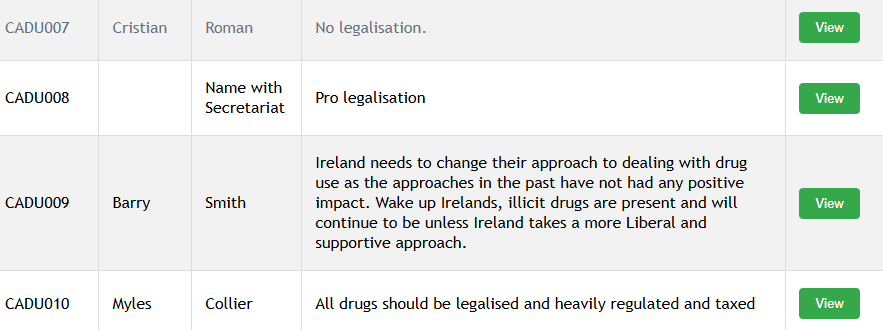 CADU007 Cristian Roman No legalisation. View
CADU008 Name with Secretariat Pro legalisation View
CADU009 Barry Smith Ireland needs to change their approach to dealing with drug
use as the approaches in the past have not had any positive
impact. Wake up Irelands, illicit drugs are present and will
continue to be unless Ireland takes a more Liberal and
supportive approach. View
CADU010 Myles Collier All drugs should be legalised and heavily regulated and taxed View